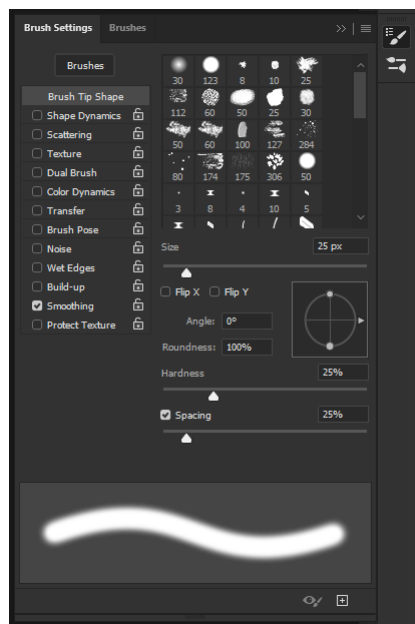 Brush Settings Brushes
Brushes
Brush Tip Shape
Shape Dynamics
Scattering
Texture
Dual Brush
Color Dynamics
Transfer
Brush Pose
Noise
Wet Edges
Build-up
Smoothing
Protect Texture
30 123 8 10 25
112 60 50 25 30
50 60 100 127 284
80 174 175 306 50
3 8 4 10 5
Size 25 px
Flip X Flip Y
Angle: 0°
Roundness: 100%
Hardness 25%
Spacing 25%